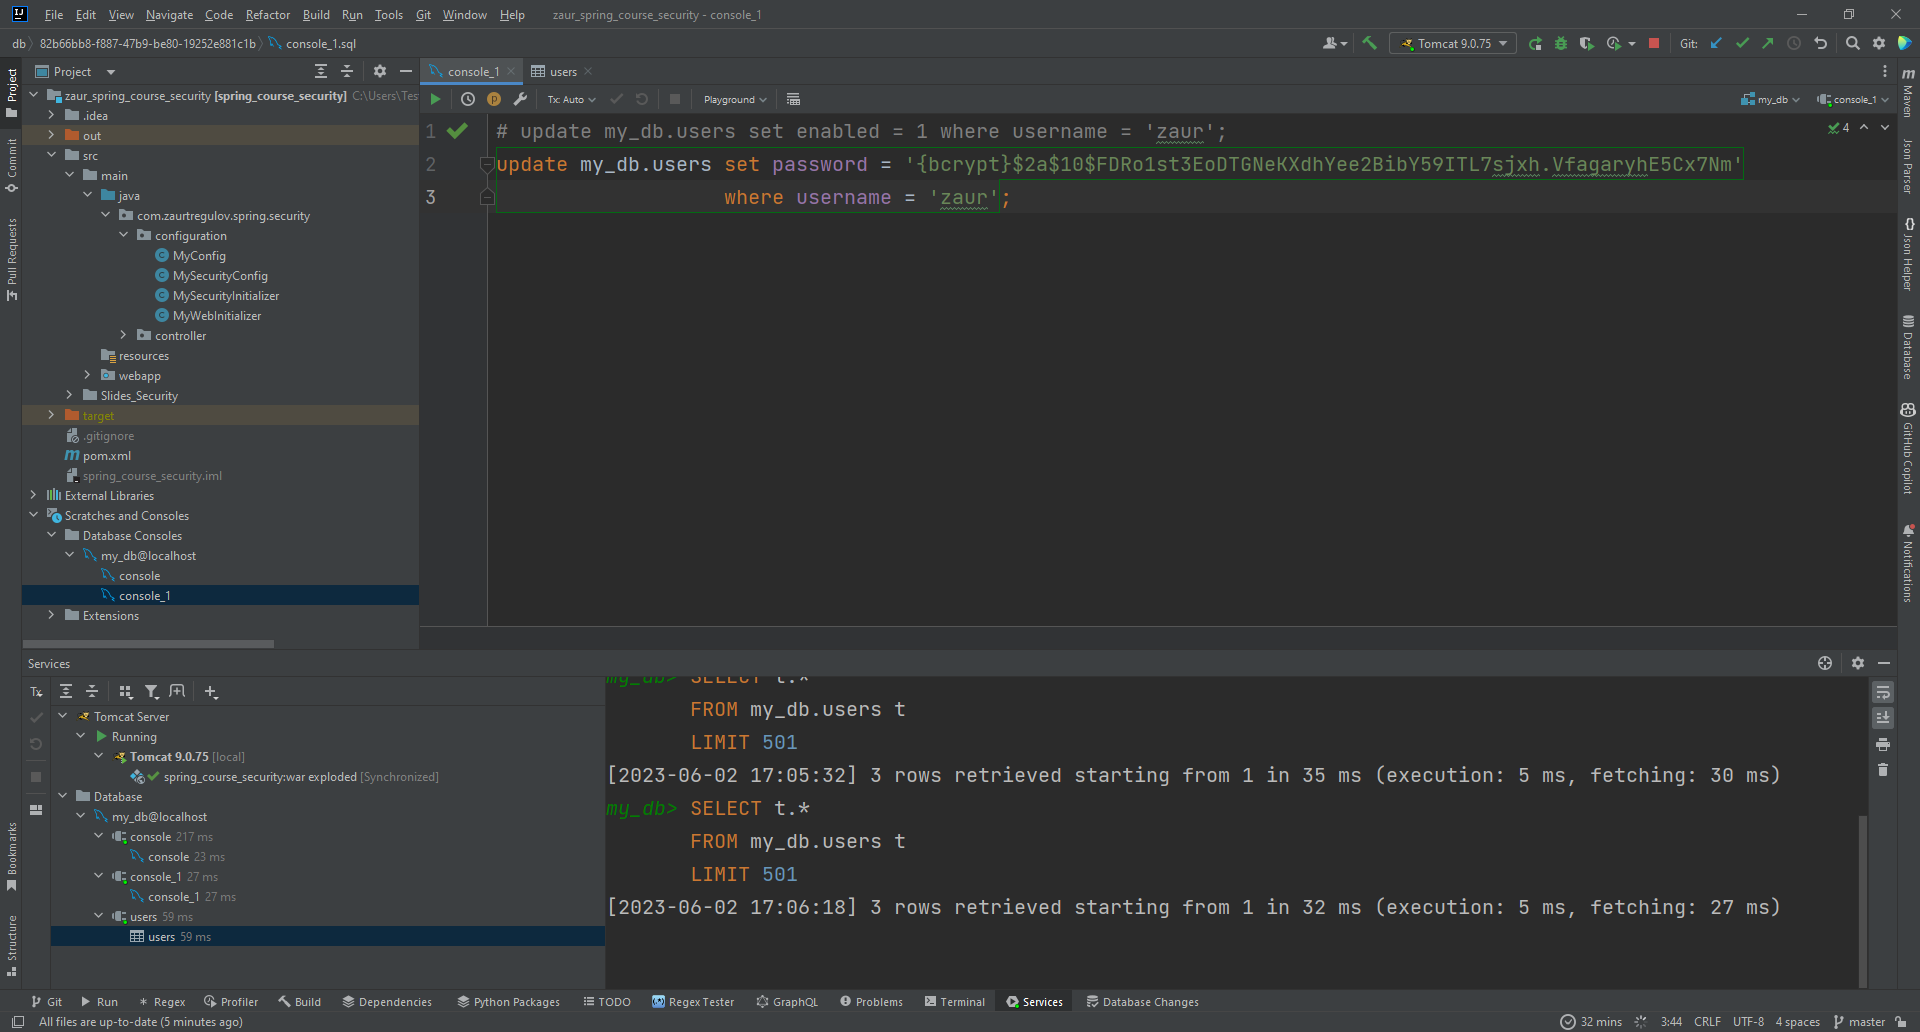 File Edit View Navigate Code Refactor Build Run Tools Git Window Help zaur_spring_course_security - console_1
db 82b66bb8-f887-47b9-be80-19252e881c1b console_1.sql
Tomcat 9.0.75
Git:
Project
console_1
users
zaur_spring_course_security [spring_course_security] C:\Users\Te
.idea
out
src
main
java
com.zaurtregulov.spring.security
configuration
MyConfig
MySecurityConfig
MySecurityInitializer
MyWebInitializer
controller
resources
webapp
Slides_Security
target
.gitignore
pom.xml
spring_course_security.iml
External Libraries
Scratches and Consoles
Database Consoles
my_db@localhost
console
console_1
Extensions
Tx: Auto
Playground
my_db
console_1
1 # update my_db.users set enabled = 1 where username = 'zaur';
4
2 update my_db.users set password = '{bcrypt}$2a$10$FDRo1st3EoDTGNeKXdhYee2BibY59ITL7sjxh.VfagaryhE5Cx7Nm'
3 where username = 'zaur';
Project
Commit
Pull Requests
Bookmarks
Structure
Maven
Json Parser
Json Helper
Database
GitHub Copilot
Notifications
Services
Tx
Tomcat Server
Running
Tomcat 9.0.75 [local]
spring_course_security:war exploded [Synchronized]
Database
my_db@localhost
console 217 ms
console 23 ms
console_1 27 ms
console_1 27 ms
users 59 ms
users 59 ms
my_db> SELECT t.*
FROM my_db.users t
LIMIT 501
[2023-06-02 17:05:32] 3 rows retrieved starting from 1 in 35 ms (execution: 5 ms, fetching: 30 ms)
my_db> SELECT t.*
FROM my_db.users t
LIMIT 501
[2023-06-02 17:06:18] 3 rows retrieved starting from 1 in 32 ms (execution: 5 ms, fetching: 27 ms)
Git Run Regex Profiler Build Dependencies Python Packages TODO Regex Tester GraphQL Problems Terminal Services Database Changes
All files are up-to-date (5 minutes ago)
32 mins 3:44 CRLF UTF-8 4 spaces master